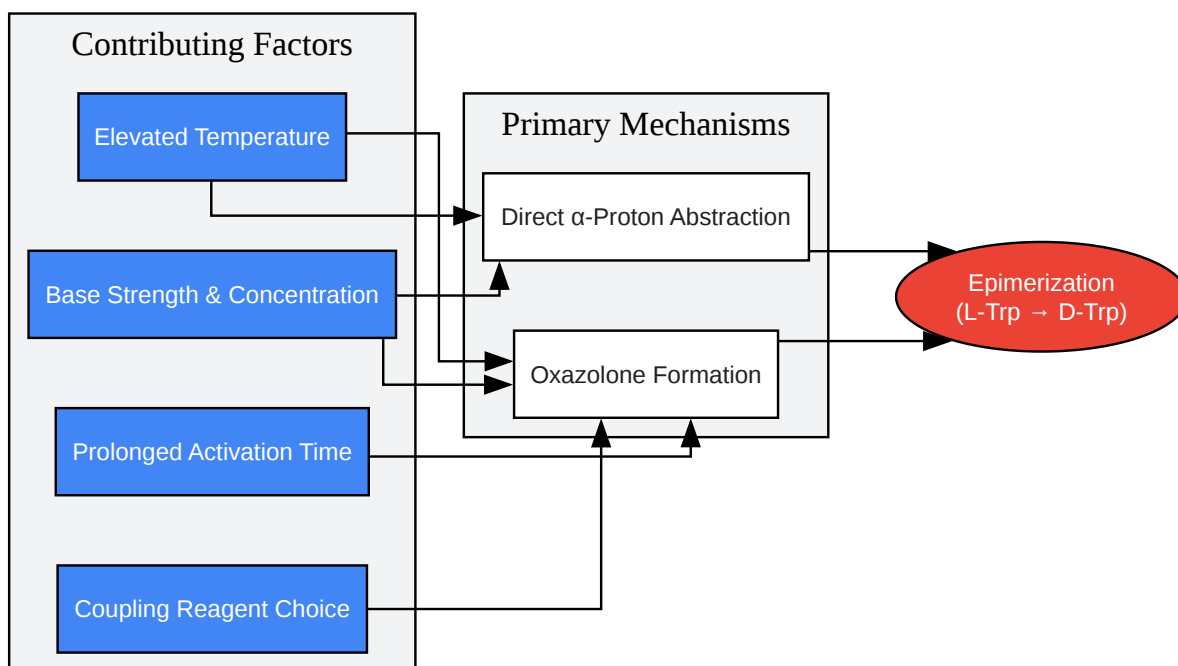 Contributing Factors
Elevated Temperature
Base Strength & Concentration
Prolonged Activation Time
Coupling Reagent Choice
Primary Mechanisms
Direct α-Proton Abstraction
Oxazolone Formation
Epimerization
(L-Trp → D-Trp)